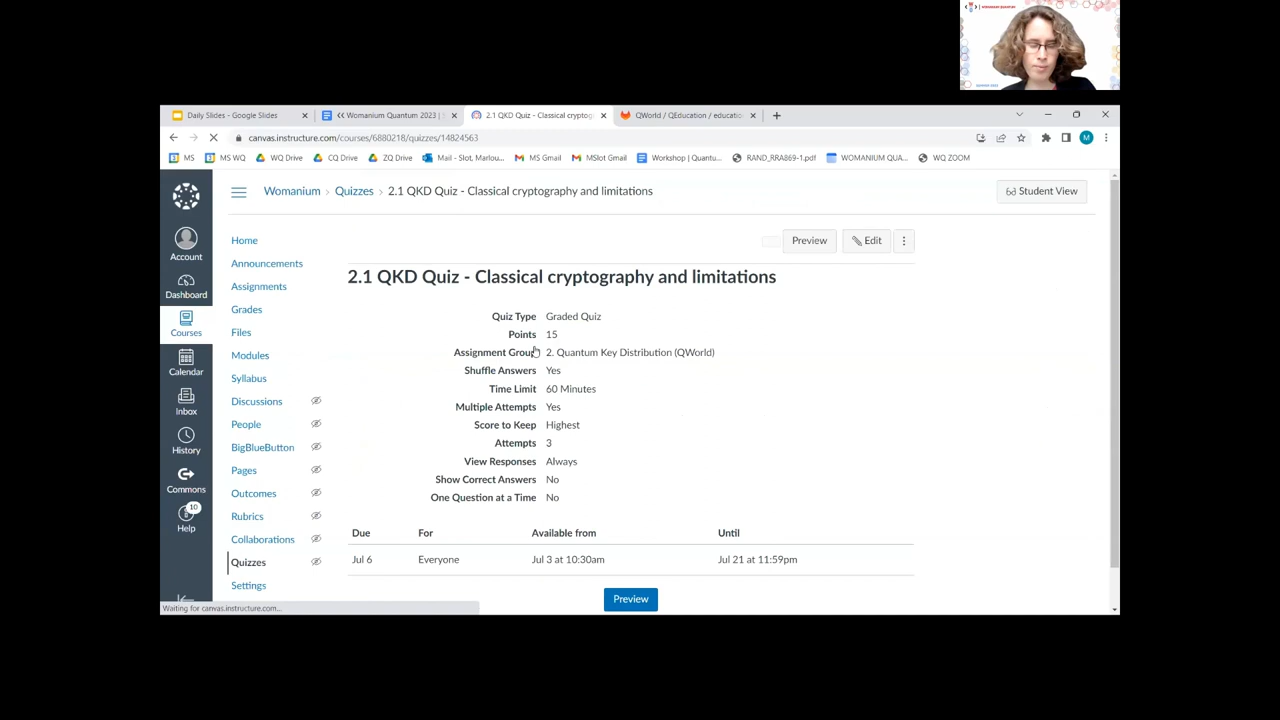 Daily Slides - Google Slides
<< Womanium Quantum 2023 |
2.1 QKD Quiz - Classical cryptog
QWorld / QEducation / educatio
canvas.instructure.com/courses/6880218/quizzes/14824563
MS
MS WQ
WQ Drive
CQ Drive
ZQ Drive
Mail - Slot, Marlou...
MS Gmail
MSlot Gmail
Workshop | Quantu...
RAND_RRA869-1.pdf
WOMANIUM QUA...
WQ ZOOM
Womanium > Quizzes > 2.1 QKD Quiz - Classical cryptography and limitations
Student View
Account
Dashboard
Courses
Calendar
Inbox
History
Commons
10
Help
Home
Announcements
Assignments
Grades
Files
Modules
Syllabus
Discussions
People
BigBlueButton
Pages
Outcomes
Rubrics
Collaborations
Quizzes
Settings
Preview
Edit
2.1 QKD Quiz - Classical cryptography and limitations
Quiz Type Graded Quiz
Points 15
Assignment Group 2. Quantum Key Distribution (QWorld)
Shuffle Answers Yes
Time Limit 60 Minutes
Multiple Attempts Yes
Score to Keep Highest
Attempts 3
View Responses Always
Show Correct Answers No
One Question at a Time No
Due For Available from Until
Jul 6 Everyone Jul 3 at 10:30am Jul 21 at 11:59pm
Preview
Waiting for canvas.instructure.com...